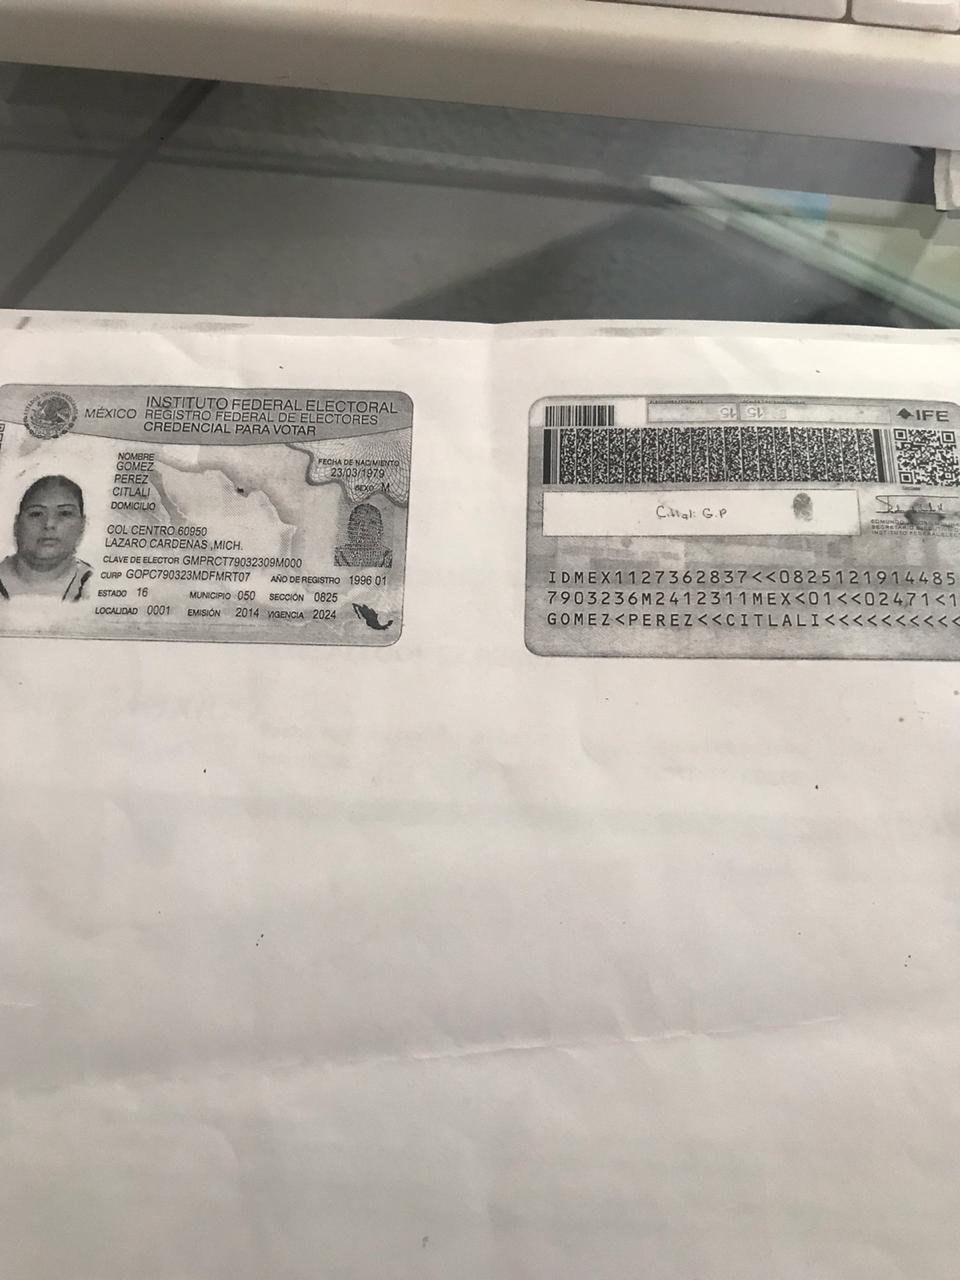 MÉXICO
INSTITUTO FEDERAL ELECTORAL
REGISTRO FEDERAL DE ELECTORES
CREDENCIAL PARA VOTAR
NOMBRE
GOMEZ
PEREZ
CITLALI
DOMICILIO
COL CENTRO 60950
LAZARO CARDENAS ,MICH.
FECHA DE NACIMIENTO
23/03/1979
SEXO M
CLAVE DE ELECTOR GMPRCT79032309M000
CURP GOPC790323MDFMRT07 AÑO DE REGISTRO 1996 01
ESTADO 16 MUNICIPIO 050 SECCIÓN 0825
LOCALIDAD 0001 EMISIÓN 2014 VIGENCIA 2024
15 15
IFE
Citlali G.P
IDMEX1127362837<<0825121914485
7903236M2412311MEX<01<<02471<1
GOMEZ<PEREZ<<CITLALI<<<<<<<<<<